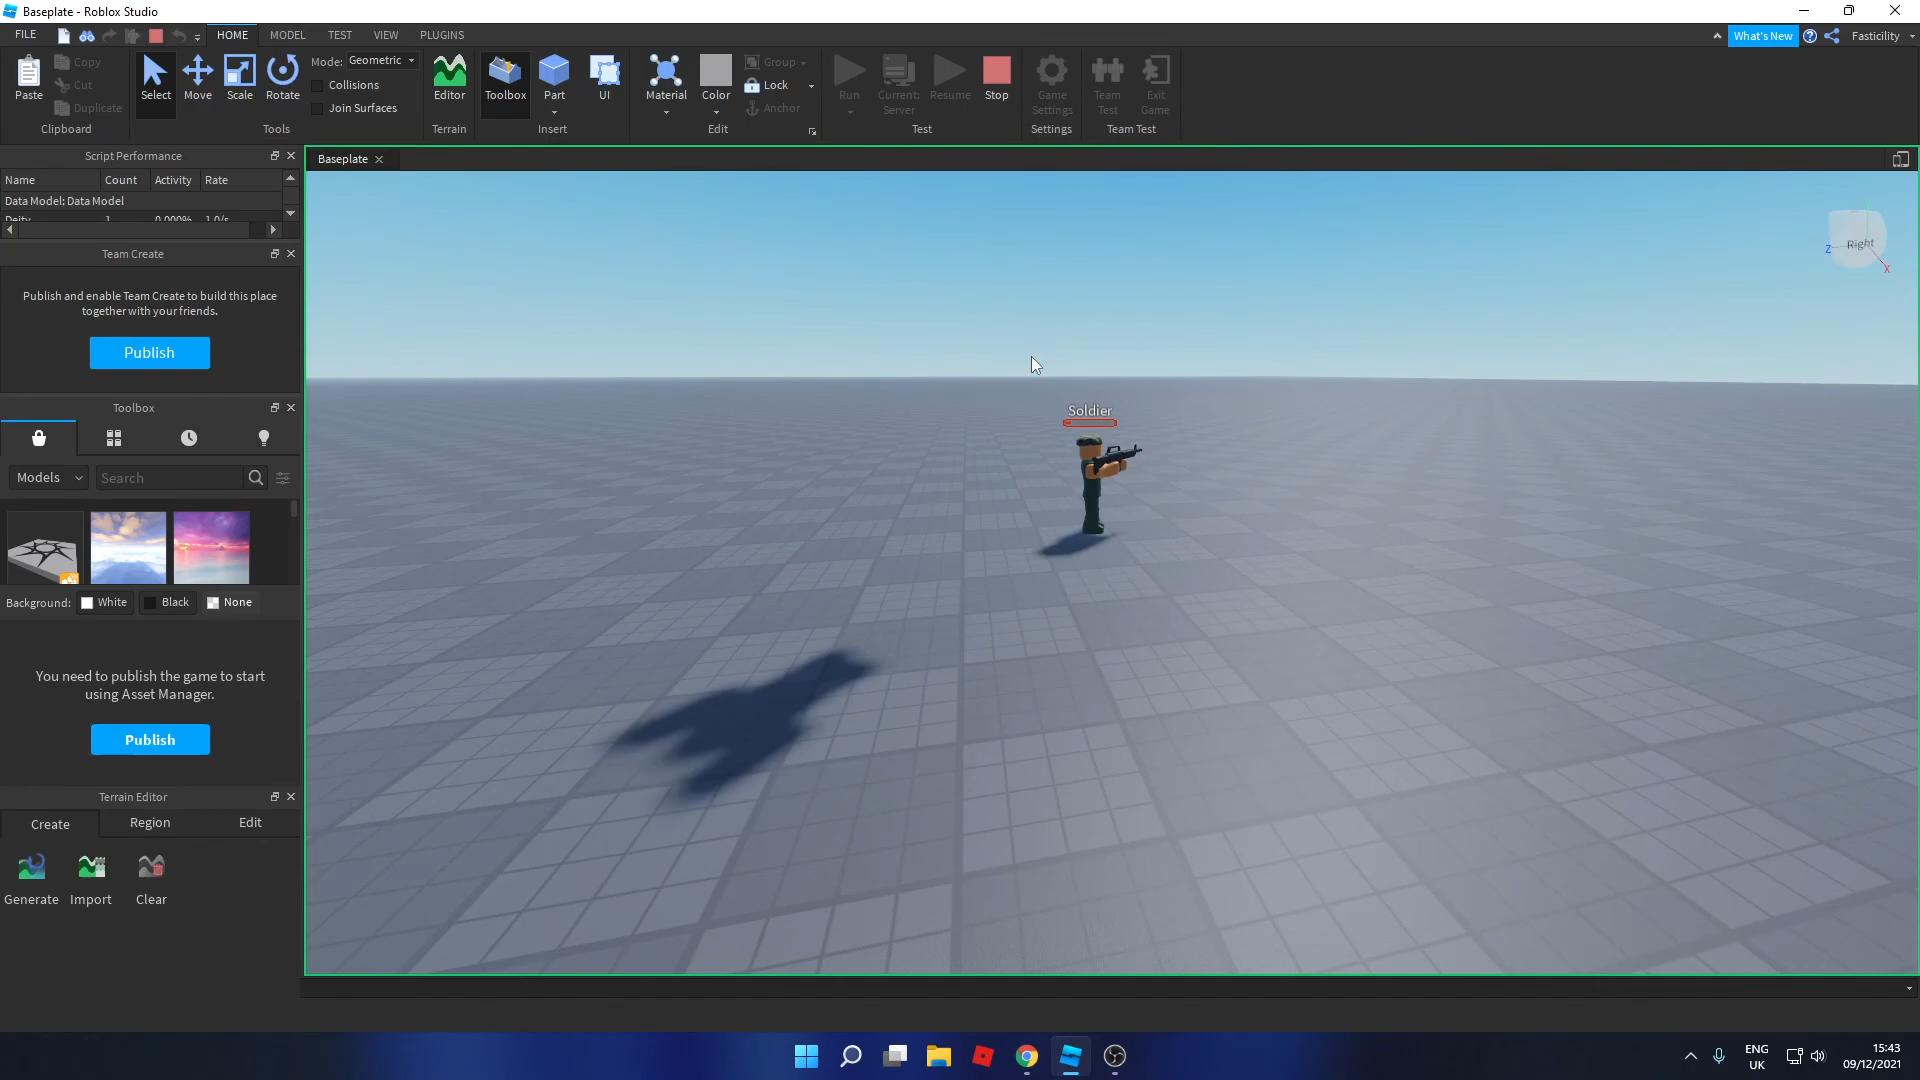 Baseplate - Roblox Studio
FILE
HOME
MODEL
TEST
VIEW
PLUGINS
What's New
Fasticility
Paste
Copy
Cut
Duplicate
Clipboard
Select
Move
Scale
Rotate
Mode: Geometric
Collisions
Join Surfaces
Tools
Editor
Terrain
Toolbox
Part
UI
Insert
Material
Color
Group
Lock
Anchor
Edit
Run
Current: Server
Resume
Stop
Test
Game Settings
Settings
Team Test
Exit Game
Team Test
Script Performance
Name Count Activity Rate
Data Model: Data Model
Deity 1 0.000% 1.0/s
Team Create
Publish and enable Team Create to build this place
together with your friends.
Publish
Toolbox
Models
Search
Background: White Black None
You need to publish the game to start
using Asset Manager.
Publish
Terrain Editor
Create Region Edit
Generate Import Clear
Baseplate
Right
Z
X
Soldier
ENG
UK
15:43
09/12/2021